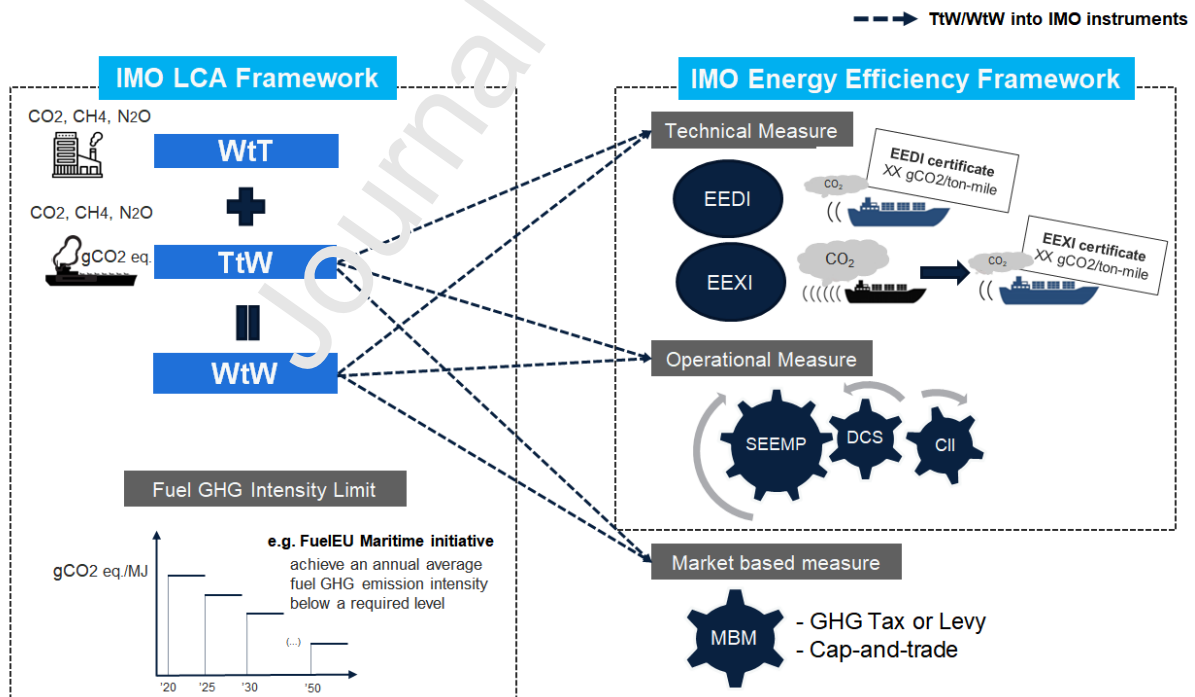 TtW/WtW into IMO instruments
IMO LCA Framework
CO2, CH4, N2O
WtT
CO2, CH4, N2O
gCO2 eq.
TtW
WtW
Fuel GHG Intensity Limit
e.g. FuelEU Maritime initiative
achieve an annual average
fuel GHG emission intensity
below a required level
gCO2 eq./MJ
(...)
'20 '25 '30 '50
Journal
IMO Energy Efficiency Framework
Technical Measure
EEDI
CO2
EEDI certificate
XX gCO2/ton-mile
EEXI
CO2
CO2
EEXI certificate
XX gCO2/ton-mile
Operational Measure
SEEMP
DCS
CII
Market based measure
MBM
- GHG Tax or Levy
- Cap-and-trade